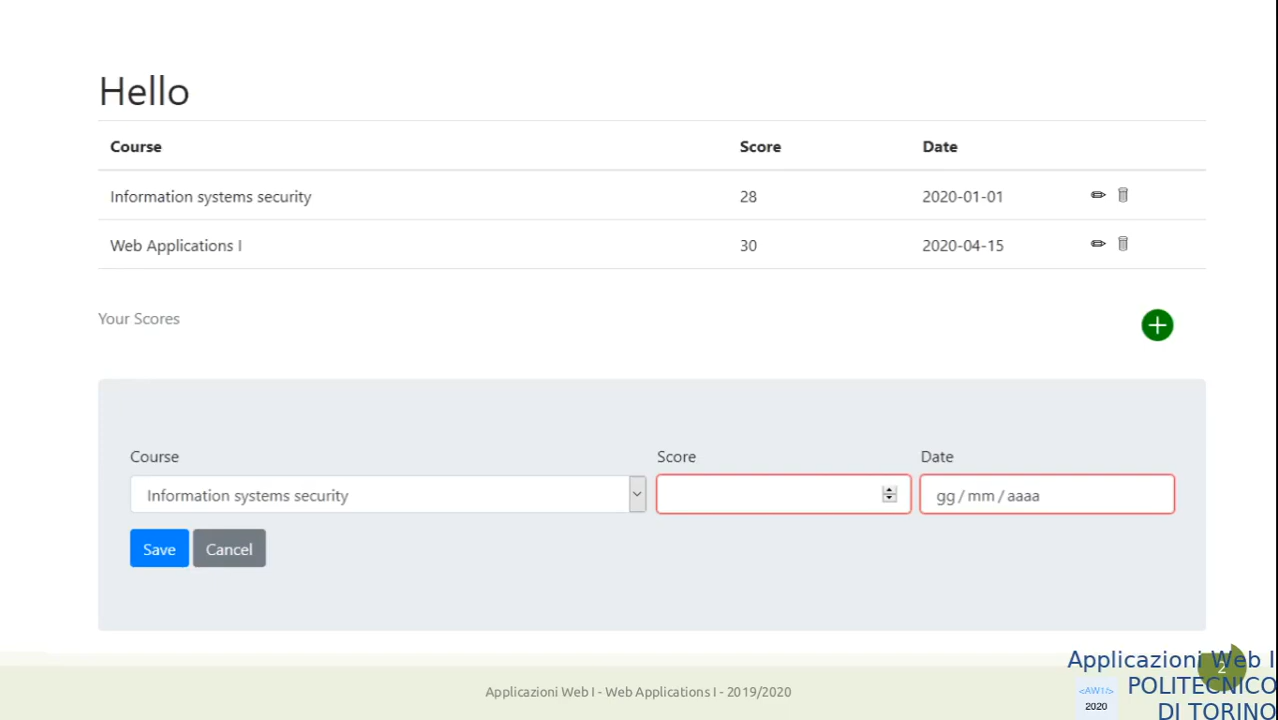 Hello
Course Score Date
Information systems security 28 2020-01-01
Web Applications I 30 2020-04-15
Your Scores
Course Score Date
Information systems security gg / mm / aaaa
Save Cancel
Applicazioni Web I - Web Applications I - 2019/2020
2
Applicazioni Web I
POLITECNICO
DI TORINO
<AW1/>
2020